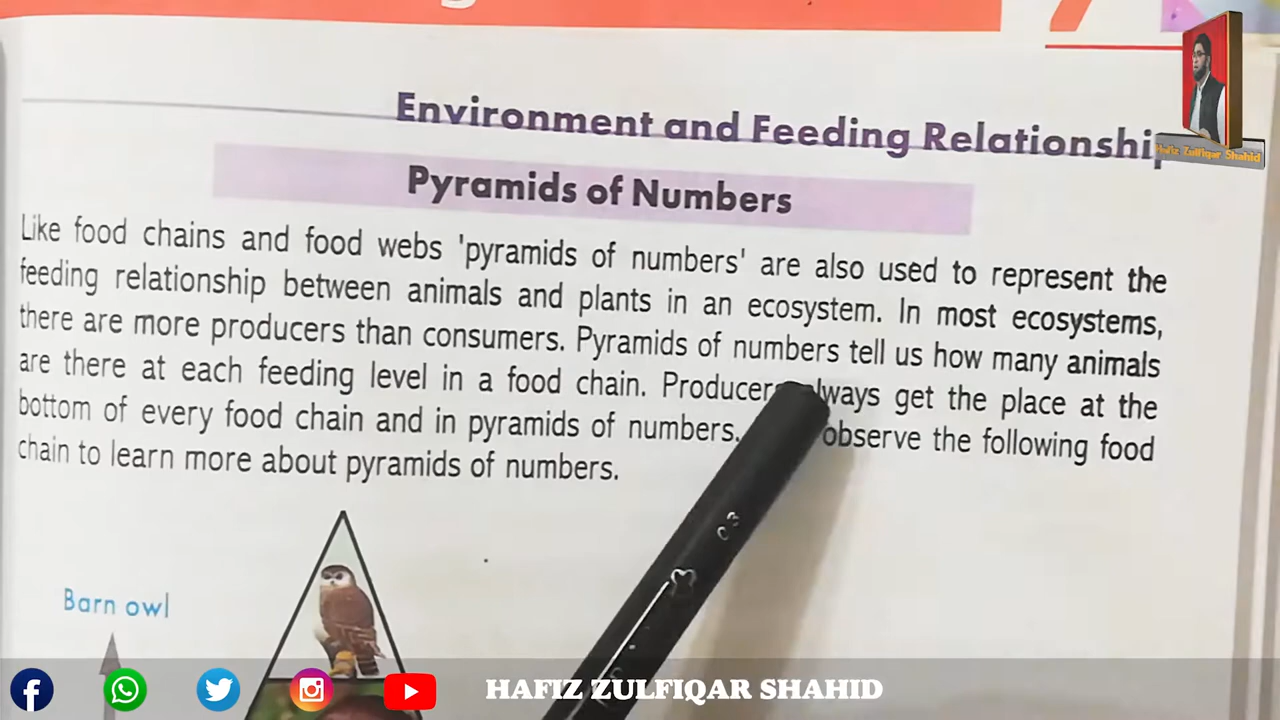 Environment and Feeding Relationship
Hafiz Zulfiqar Shahid
Pyramids of Numbers
Like food chains and food webs 'pyramids of numbers' are also used to represent the
feeding relationship between animals and plants in an ecosystem. In most ecosystems,
there are more producers than consumers. Pyramids of numbers tell us how many animals
are there at each feeding level in a food chain. Producers always get the place at the
bottom of every food chain and in pyramids of numbers. observe the following food
chain to learn more about pyramids of numbers.
Barn owl
HAFIZ ZULFIQAR SHAHID